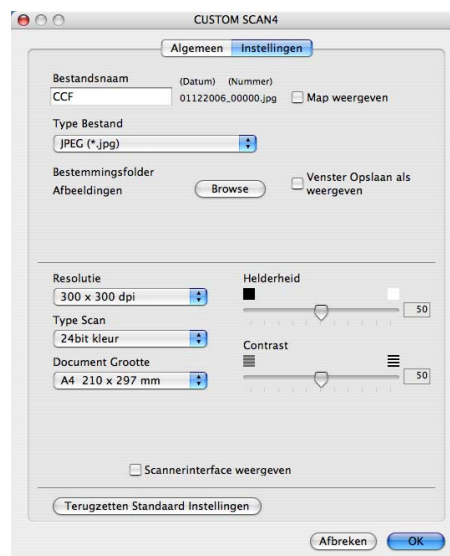 CUSTOM SCAN4
Algemeen Instellingen
Bestandsnaam (Datum) (Nummer)
CCF 01122006_00000.jpg Map weergeven
Type Bestand
JPEG (*.jpg)
Bestemmingsfolder
Afbeeldingen Browse Venster Opslaan als
weergeven
Resolutie Helderheid
300 x 300 dpi
50
Type Scan
24bit kleur
Contrast
Document Grootte
A4 210 x 297 mm 50
Scannerinterface weergeven
Terugzetten Standaard Instellingen
Afbreken OK